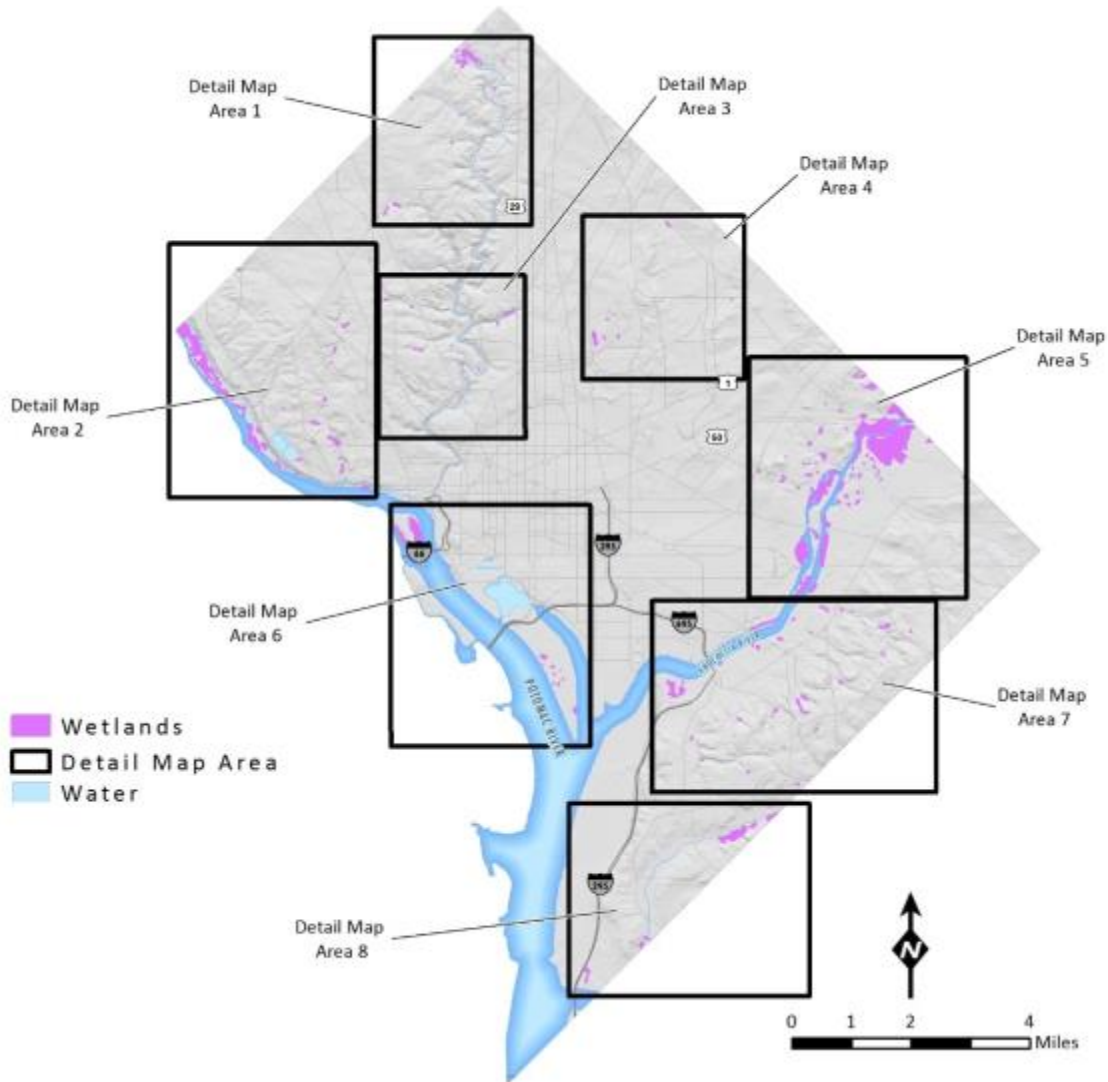 Detail Map
Area 1
Detail Map
Area 3
Detail Map
Area 4
29
Detail Map
Area 5
1
Detail Map
Area 2
50
66
395
Detail Map
Area 6
695
POTOMAC RIVER
Detail Map
Area 7
Wetlands
Detail Map Area
Water
295
Detail Map
Area 8
N
0 1 2 4
Miles